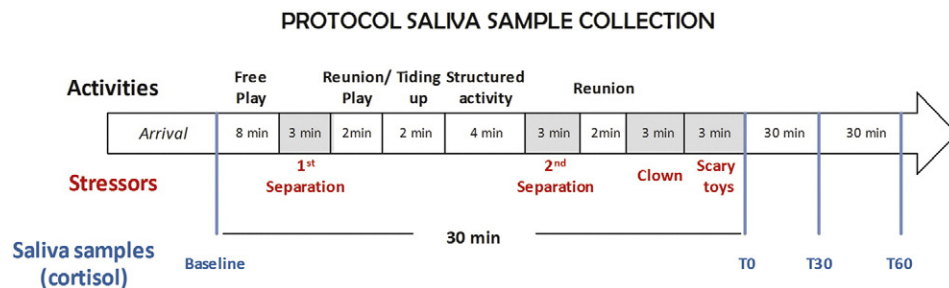 PROTOCOL SALIVA SAMPLE COLLECTION
Activities
Free
Play
Reunion/
Play
Tiding
up
Structured
activity
Reunion
Arrival
8 min
3 min
2min
2 min
4 min
3 min
2min
3 min
3 min
30 min
30 min
Stressors
1st
Separation
2nd
Separation
Clown
Scary
toys
30 min
Saliva samples
(cortisol)
Baseline
T0
T30
T60